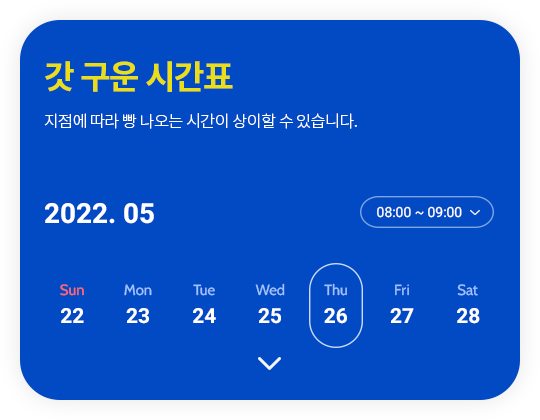 갓 구운 시간표
지점에 따라 빵 나오는 시간이 상이할 수 있습니다.
2022. 05 08:00 ~ 09:00
Sun Mon Tue Wed Thu Fri Sat
22 23 24 25 26 27 28